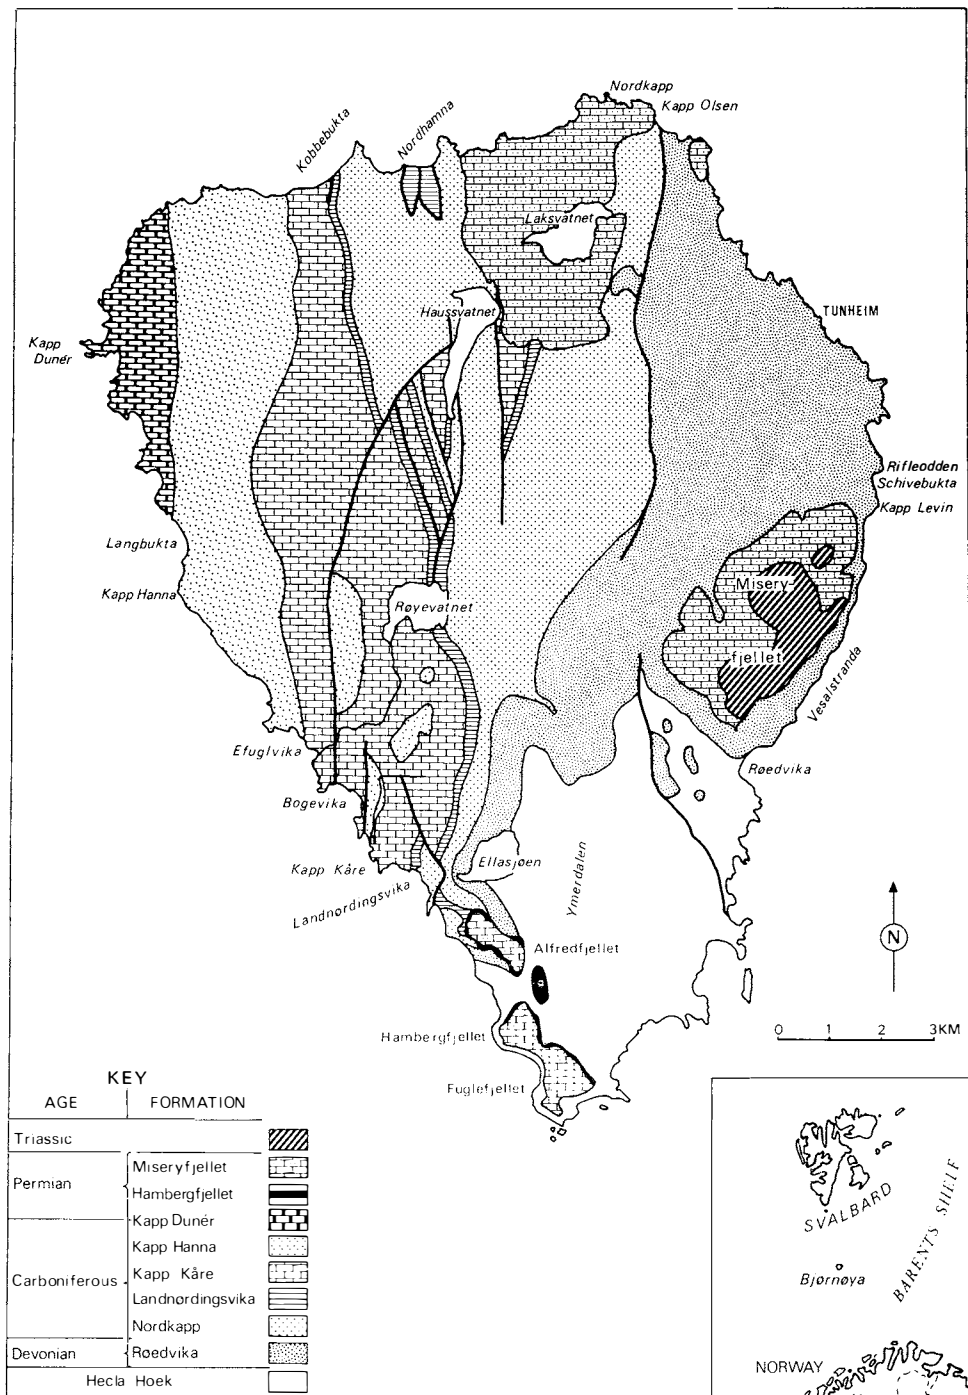 Nordkapp
Kapp Olsen
Kobbebukta
Nordhamna
Laksvatnet
Haussvatnet
TUNHEIM
Kapp
Dunér
Rifleodden
Schivebukta
Kapp Levin
Langbukta
Kapp Hanna
Misery-
fjellet
Røyevatnet
Vesalstranda
Efuglvika
Røedvika
Bogevika
Kapp Kåre
Ellasjøen
Landnørdingsvika
Ymerdalen
N
Alfredfjellet
Hambergfjellet
0 1 2 3KM
Fuglefjellet
KEY
AGE FORMATION
Triassic
Permian
Miseryfjellet
Hambergfjellet
Kapp Dunér
Kapp Hanna
Carboniferous
Kapp Kåre
Landnørdingsvika
Nordkapp
Devonian Røedvika
Hecla Hoek
SVALBARD
BARENTS SHELF
Bjørnøya
NORWAY